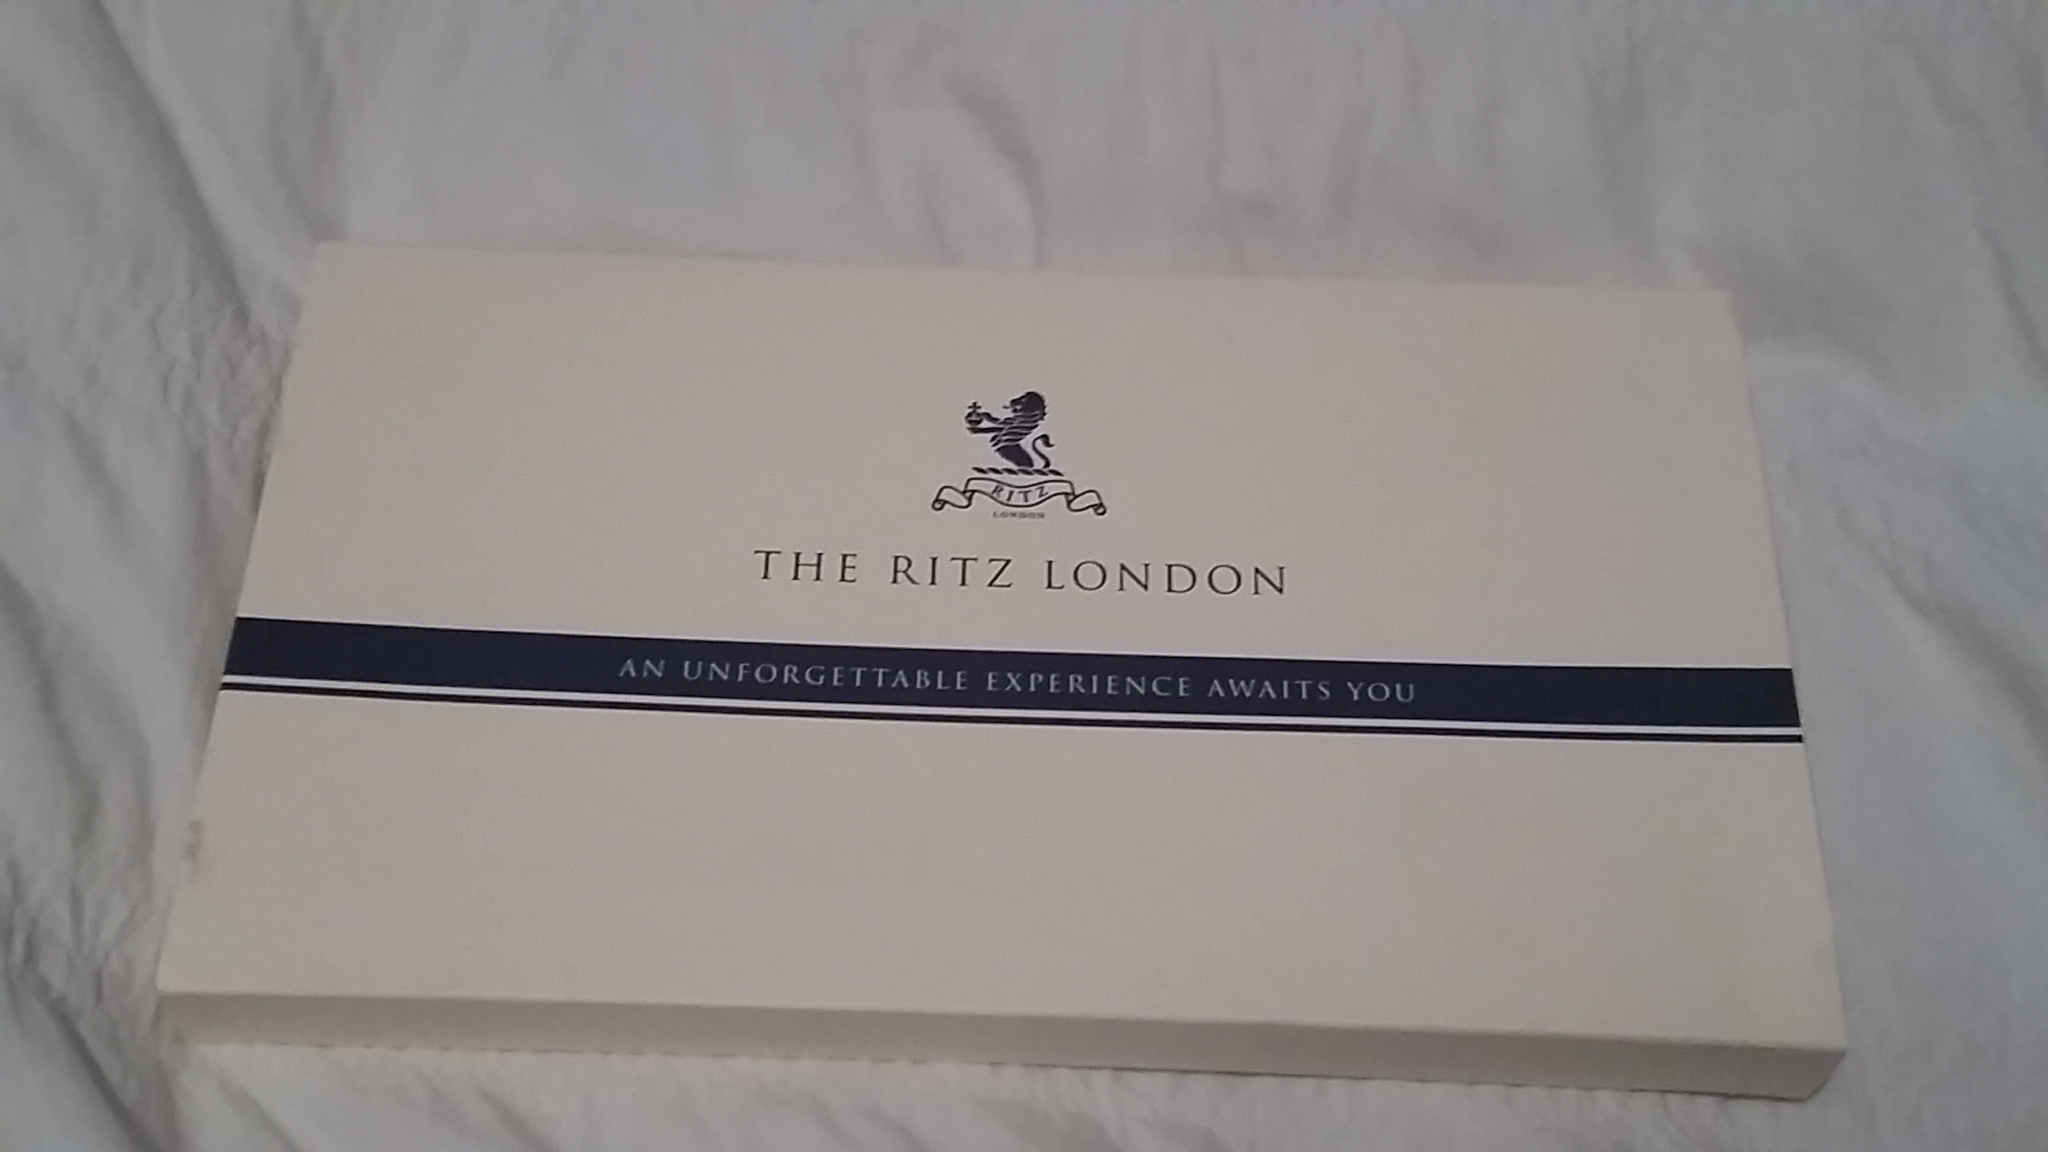 RITZ
LONDON
THE RITZ LONDON
AN UNFORGETTABLE EXPERIENCE AWAITS YOU